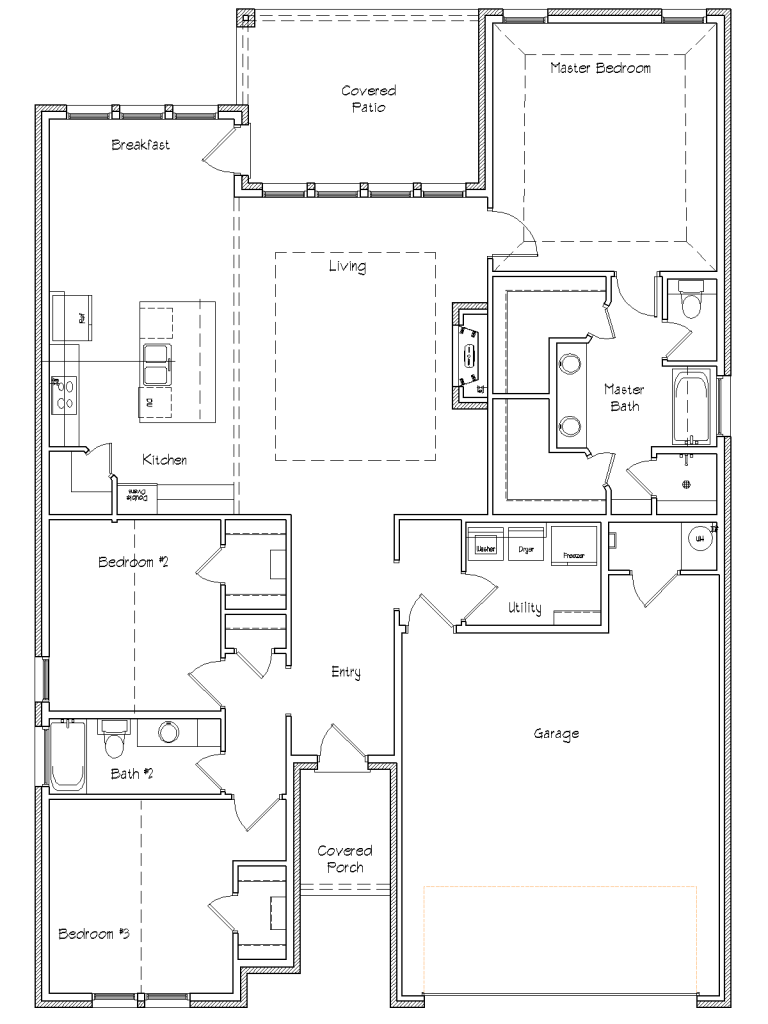 Covered
Patio
Master Bedroom
Breakfast
Living
Ref
Master
Bath
DW
Kitchen
Double
Ovens
Bedroom #2
Washer
Dryer
Freezer
WH
Utility
Entry
Garage
Bath #2
Covered
Porch
Bedroom #3